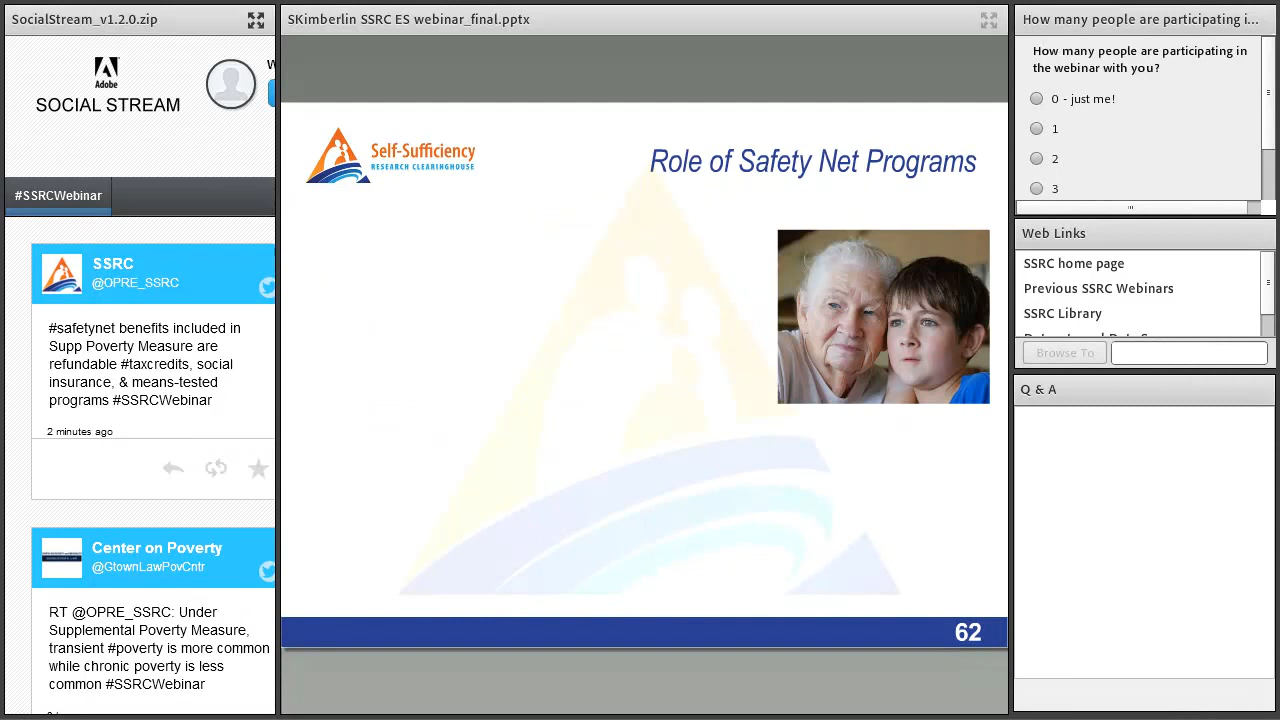 SocialStream_v1.2.0.zip
Adobe
SOCIAL STREAM
#SSRCWebinar
SSRC
@OPRE_SSRC
#safetynet benefits included in
Supp Poverty Measure are
refundable #taxcredits, social
insurance, & means-tested
programs #SSRCWebinar
2 minutes ago
Center on Poverty
@GtownLawPovCntr
RT @OPRE_SSRC: Under
Supplemental Poverty Measure,
transient #poverty is more common
while chronic poverty is less
common #SSRCWebinar
SKimberlin SSRC ES webinar_final.pptx
Self-Sufficiency
RESEARCH CLEARINGHOUSE
Role of Safety Net Programs
62
How many people are participating i...
How many people are participating in
the webinar with you?
0 - just me!
1
2
3
Web Links
SSRC home page
Previous SSRC Webinars
SSRC Library
Browse To
Q & A